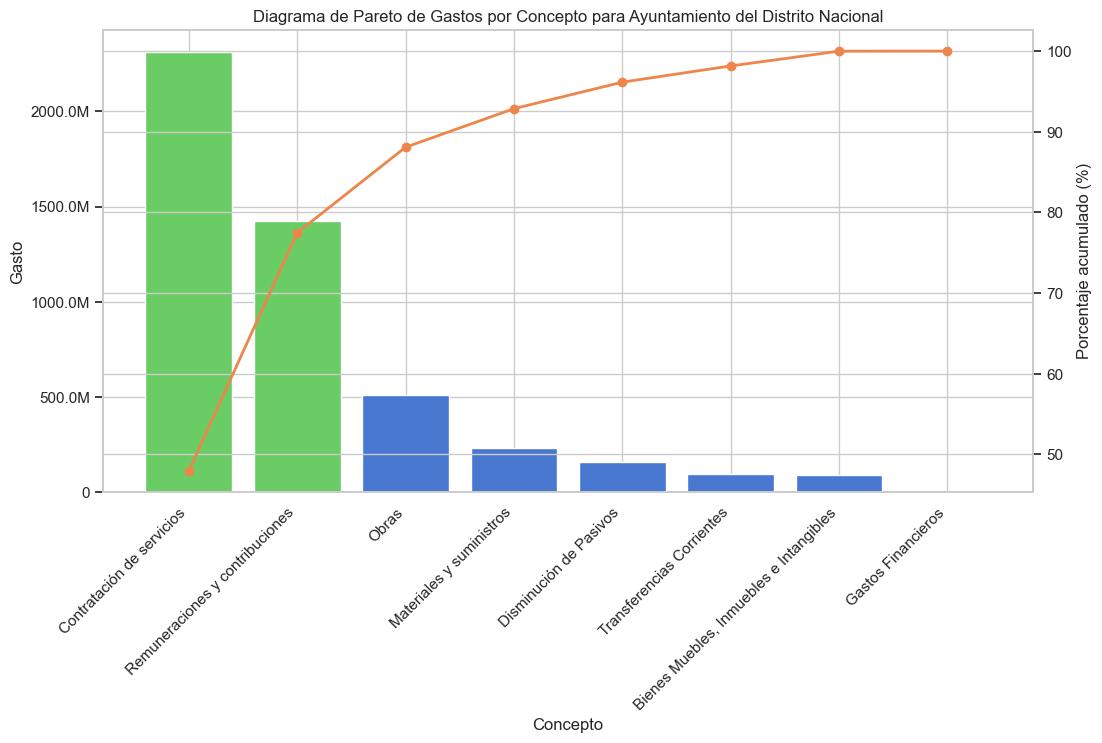 Diagrama de Pareto de Gastos por Concepto para Ayuntamiento del Distrito Nacional
Gasto
2000.0M
1500.0M
1000.0M
500.0M
0
100
90
80
70
60
50
Porcentaje acumulado (%)
Contratación de servicios
Remuneraciones y contribuciones
Obras
Materiales y suministros
Disminución de Pasivos
Transferencias Corrientes
Bienes Muebles, Inmuebles e Intangibles
Gastos Financieros
Concepto